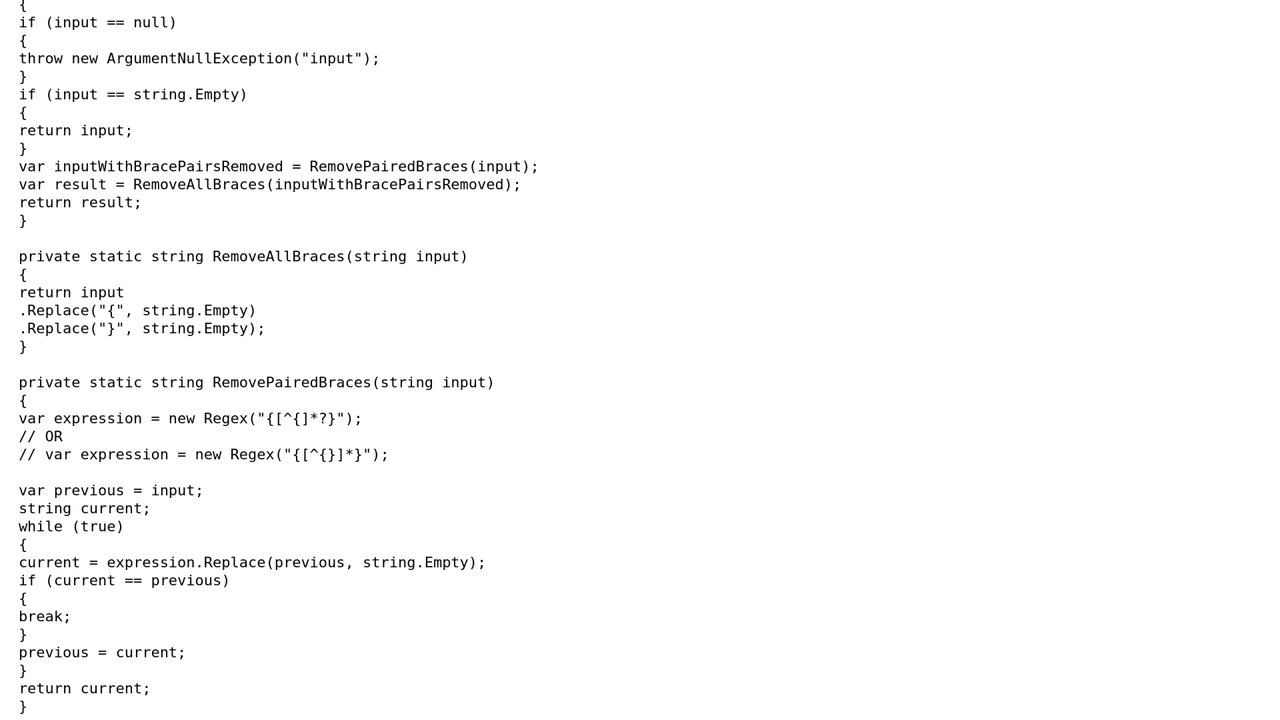 {
if (input == null)
{
throw new ArgumentNullException("input");
}
if (input == string.Empty)
{
return input;
}
var inputWithBracePairsRemoved = RemovePairedBraces(input);
var result = RemoveAllBraces(inputWithBracePairsRemoved);
return result;
}

private static string RemoveAllBraces(string input)
{
return input
.Replace("{", string.Empty)
.Replace("}", string.Empty);
}

private static string RemovePairedBraces(string input)
{
var expression = new Regex("{[^{]*?}");
// OR
// var expression = new Regex("{[^{}]*}");

var previous = input;
string current;
while (true)
{
current = expression.Replace(previous, string.Empty);
if (current == previous)
{
break;
}
previous = current;
}
return current;
}